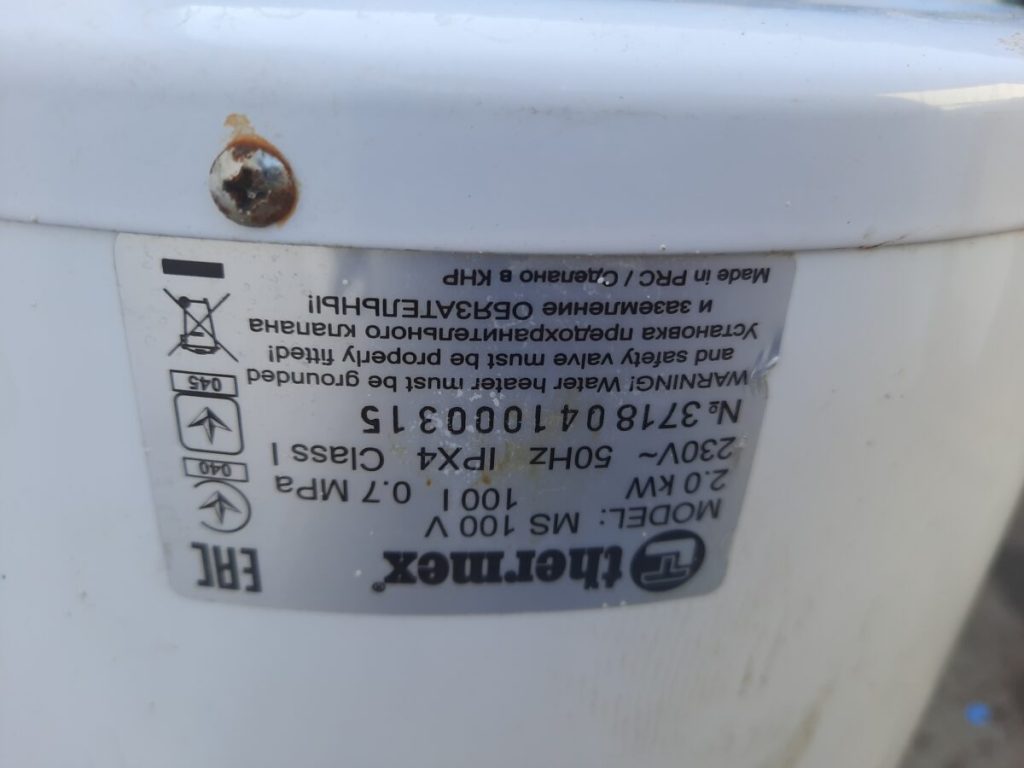 thermex®
EAC
MODEL: MS 100 V
2.0 kW 100 l 0.7 MPa
230V~ 50Hz IPX4 Class I
№ 3718041000315
WARNING! Water heater must be grounded
and safety valve must be properly fitted!
Установка предохранительного клапана
и заземление ОБЯЗАТЕЛЬНЫ!
Made in PRC / Сделано в КНР
040
045